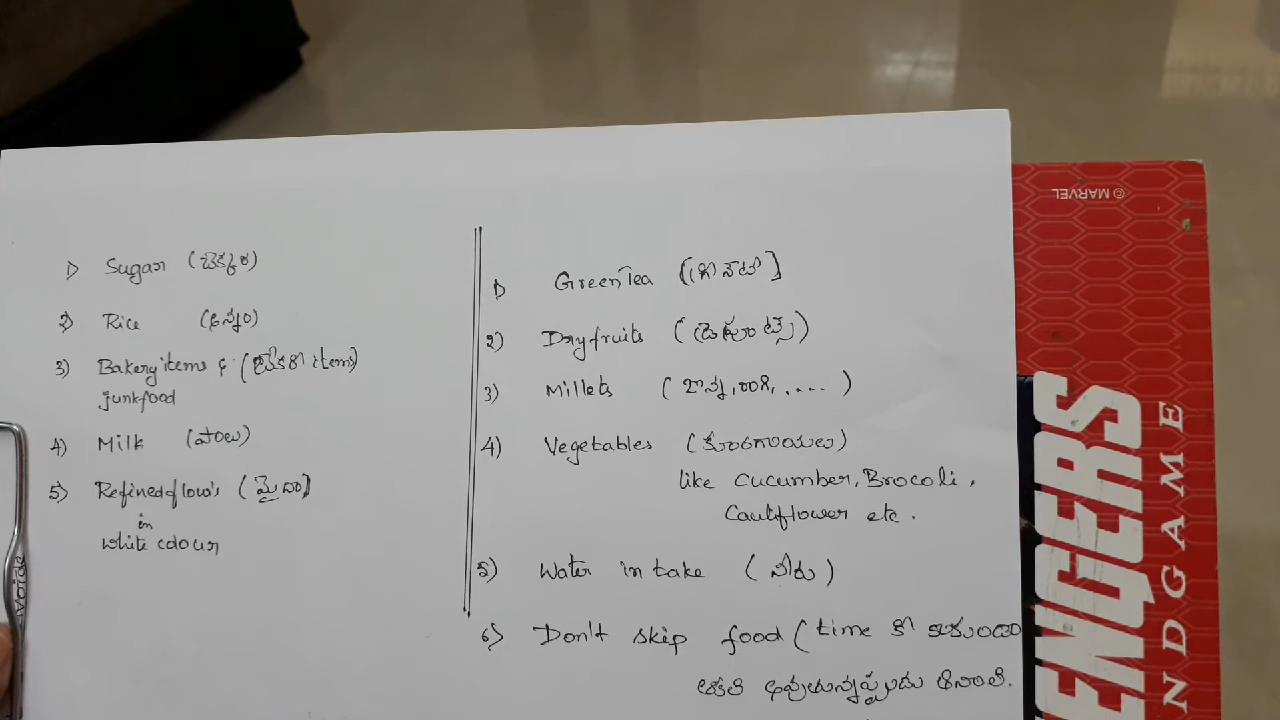 1) Sugar (చక్కెర)
2) Rice (అన్నం)
3) Bakery items & (బేకరీ items)
Junkfood
4) Milk (పాలు)
5) Refined flours (మైదా)
in
white colour
1) Green Tea (గ్రీన్ టీ)
2) Dry fruits (డ్రైఫ్రూట్స్)
3) Millets (జొన్న, రాగి, ....)
4) Vegetables (కూరగాయలు)
like Cucumber, Brocoli,
Cauliflower etc.
5) Water in take (నీరు)
6) Don't skip food (time కి కాకుండా
ఆకలి అవుతున్నప్పుడు తినాలి.
© MARVEL
ENGERS
NDGAME